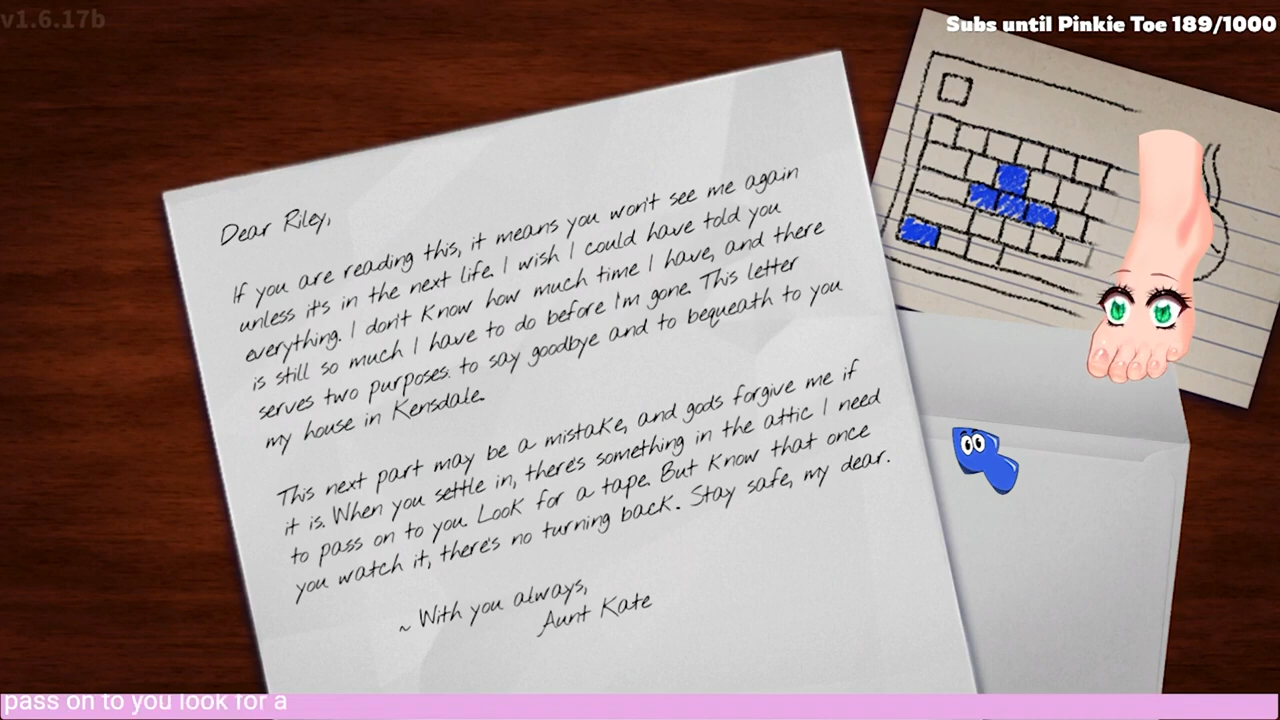 v1.6.17b
Subs until Pinkie Toe 189/1000
Dear Riley,
If you are reading this, it means you won't see me again
unless it's in the next life. I wish I could have told you
everything. I don't know how much time I have, and there
is still so much I have to do before I'm gone. This letter
serves two purposes: to say goodbye and to bequeath to you
my house in Kensdale.
This next part may be a mistake, and gods forgive me if
it is. When you settle in, there's something in the attic I need
to pass on to you. Look for a tape. But know that once
you watch it, there's no turning back. Stay safe, my dear.
~ With you always,
Aunt Kate
pass on to you look for a